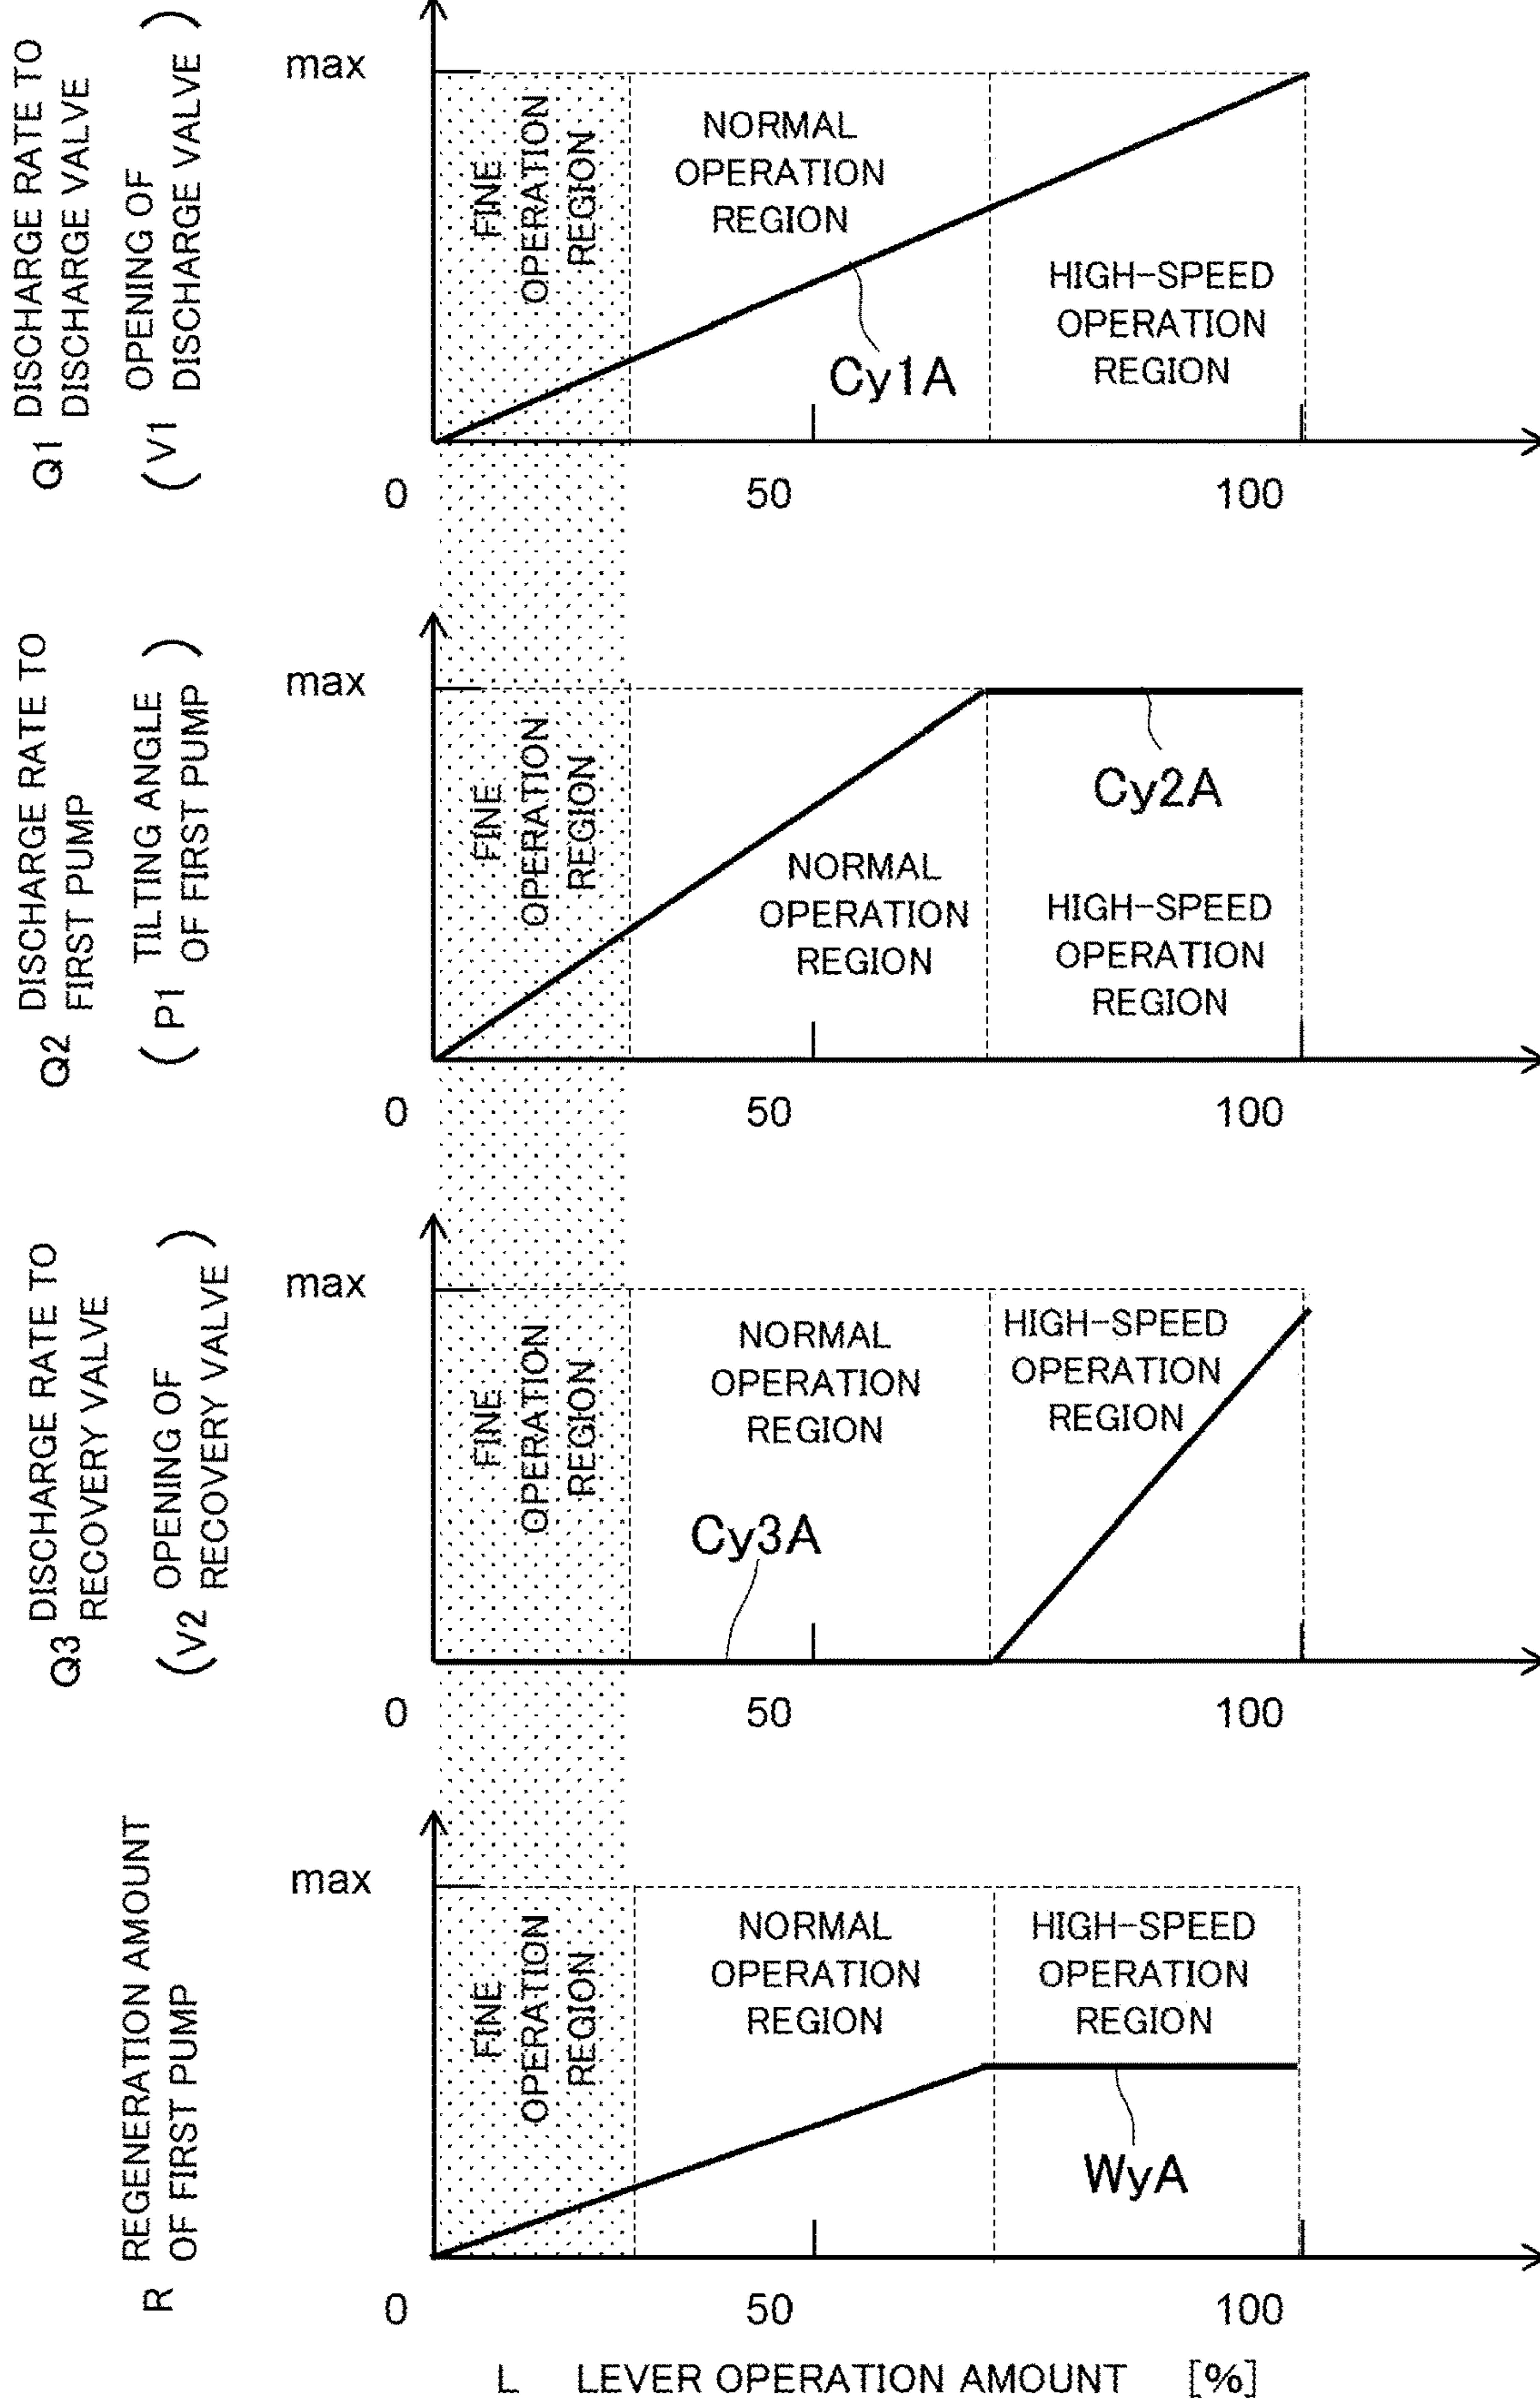 Q1 DISCHARGE RATE TO
DISCHARGE VALVE
( V1 OPENING OF
DISCHARGE VALVE )
max
FINE
OPERATION
REGION
NORMAL
OPERATION
REGION
HIGH-SPEED
OPERATION
REGION
Cy1A
0 50 100
Q2 DISCHARGE RATE TO
FIRST PUMP
( P1 TILTING ANGLE
OF FIRST PUMP )
max
FINE
OPERATION
REGION
NORMAL
OPERATION
REGION
Cy2A
HIGH-SPEED
OPERATION
REGION
0 50 100
Q3 DISCHARGE RATE TO
RECOVERY VALVE
( V2 OPENING OF
RECOVERY VALVE )
max
FINE
OPERATION
REGION
NORMAL
OPERATION
REGION
HIGH-SPEED
OPERATION
REGION
Cy3A
0 50 100
R REGENERATION AMOUNT
OF FIRST PUMP
max
FINE
OPERATION
REGION
NORMAL
OPERATION
REGION
HIGH-SPEED
OPERATION
REGION
WyA
0 50 100
L LEVER OPERATION AMOUNT [%]